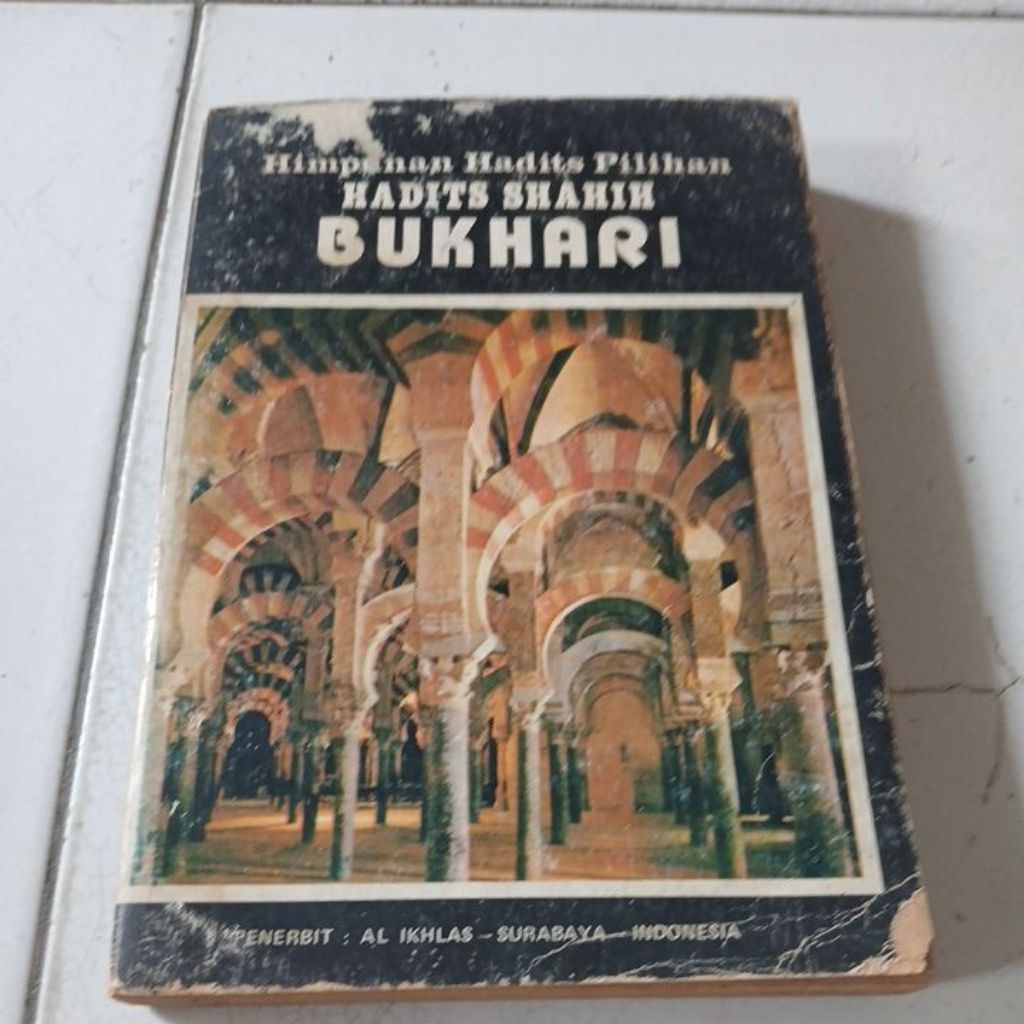 Himpunan Hadits Pilihan
HADITS SHAHIH
BUKHARI
PENERBIT : AL IKHLAS – SURABAYA – INDONESIA